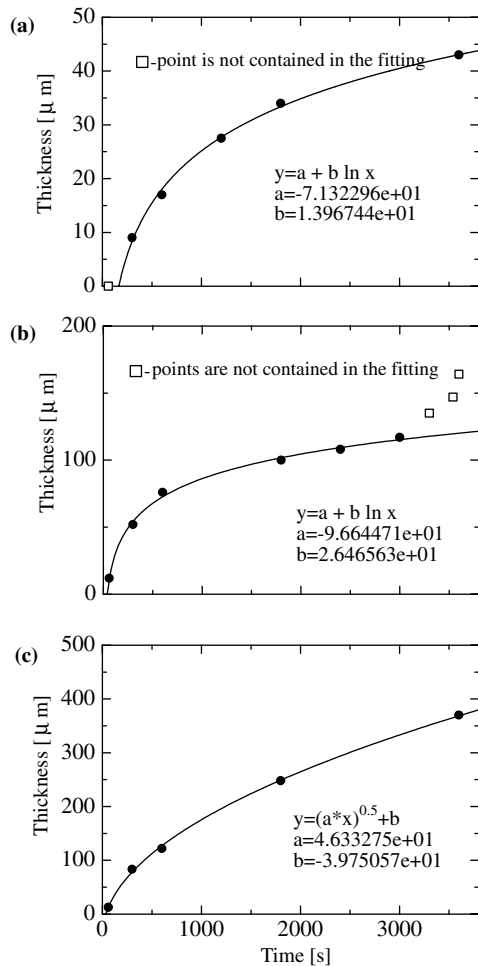 (a)
50
40
30
20
10
0
Thickness [ μ m]
□-point is not contained in the fitting
y=a + b ln x
a=-7.132296e+01
b=1.396744e+01
(b)
200
100
0
Thickness [ μ m]
□- points are not contained in the fitting
y=a + b ln x
a=-9.664471e+01
b=2.646563e+01
(c)
500
400
300
200
100
0
Thickness [ μ m]
y=(a*x)^0.5+b
a=4.633275e+01
b=-3.975057e+01
0 1000 2000 3000
Time [s]